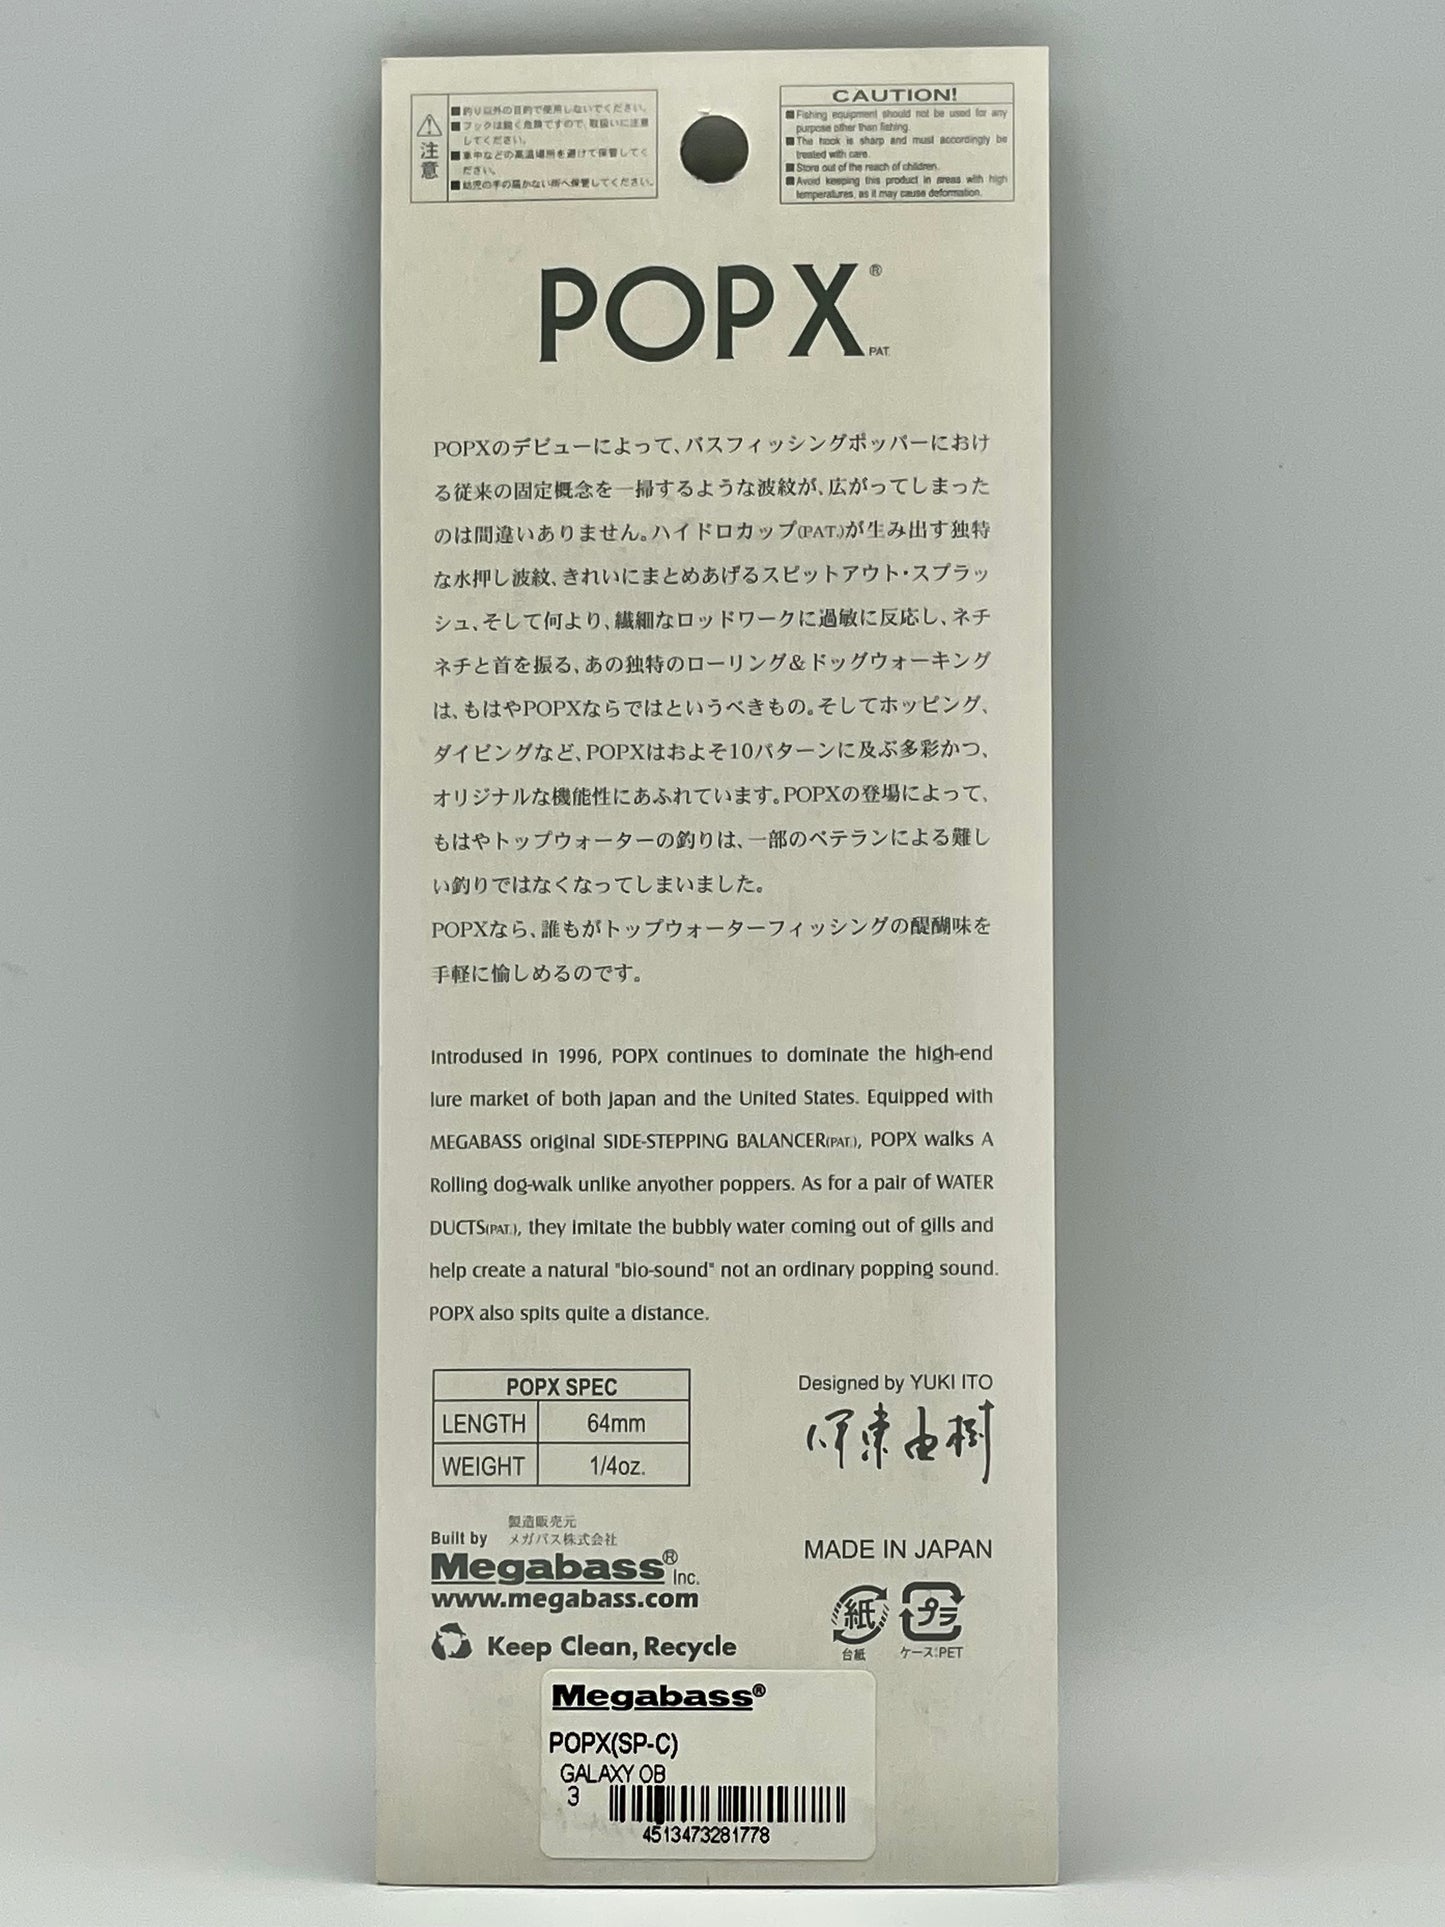 注意
■釣り以外の目的で使用しないでください。
■フックは鋭く危険ですので、取扱いに注意
してください。
■車中などの高温場所を避けて保管してく
ださい。
■幼児の手の届かない所へ保管してください。
CAUTION!
■Fishing equipment should not be used for any
purpose other than fishing.
■The hook is sharp and must accordingly be
treated with care.
■Store out of the reach of children.
■Avoid keeping this product in areas with high
temperatures, as it may cause deformation.
POPX®
PAT.
POPXのデビューによって、バスフィッシングポッパーにおけ
る従来の固定概念を一掃するような波紋が、広がってしまった
のは間違いありません。ハイドロカップ(PAT.)が生み出す独特
な水押し波紋、きれいにまとめあげるスピットアウト・スプラッ
シュ、そして何より、繊細なロッドワークに過敏に反応し、ネチ
ネチと首を振る、あの独特のローリング&ドッグウォーキング
は、もはやPOPXならではというべきもの。そしてホッピング、
ダイビングなど、POPXはおよそ10パターンに及ぶ多彩かつ、
オリジナルな機能性にあふれています。POPXの登場によって、
もはやトップウォーターの釣りは、一部のベテランによる難し
い釣りではなくなってしまいました。
POPXなら、誰もがトップウォーターフィッシングの醍醐味を
手軽に愉しめるのです。
Introdused in 1996, POPX continues to dominate the high-end
lure market of both Japan and the United States. Equipped with
MEGABASS original SIDE-STEPPING BALANCER(PAT.), POPX walks A
Rolling dog-walk unlike anyother poppers. As for a pair of WATER
DUCTS(PAT.), they imitate the bubbly water coming out of gills and
help create a natural "bio-sound" not an ordinary popping sound.
POPX also spits quite a distance.
POPX SPEC
LENGTH 64mm
WEIGHT 1/4oz.
Designed by YUKI ITO
伊東由樹
製造販売元
Built by メガバス株式会社
Megabass® Inc.
www.megabass.com
Keep Clean, Recycle
MADE IN JAPAN
紙 プラ
台紙 ケース:PET
Megabass®
POPX(SP-C)
GALAXY OB
3
4513473281778